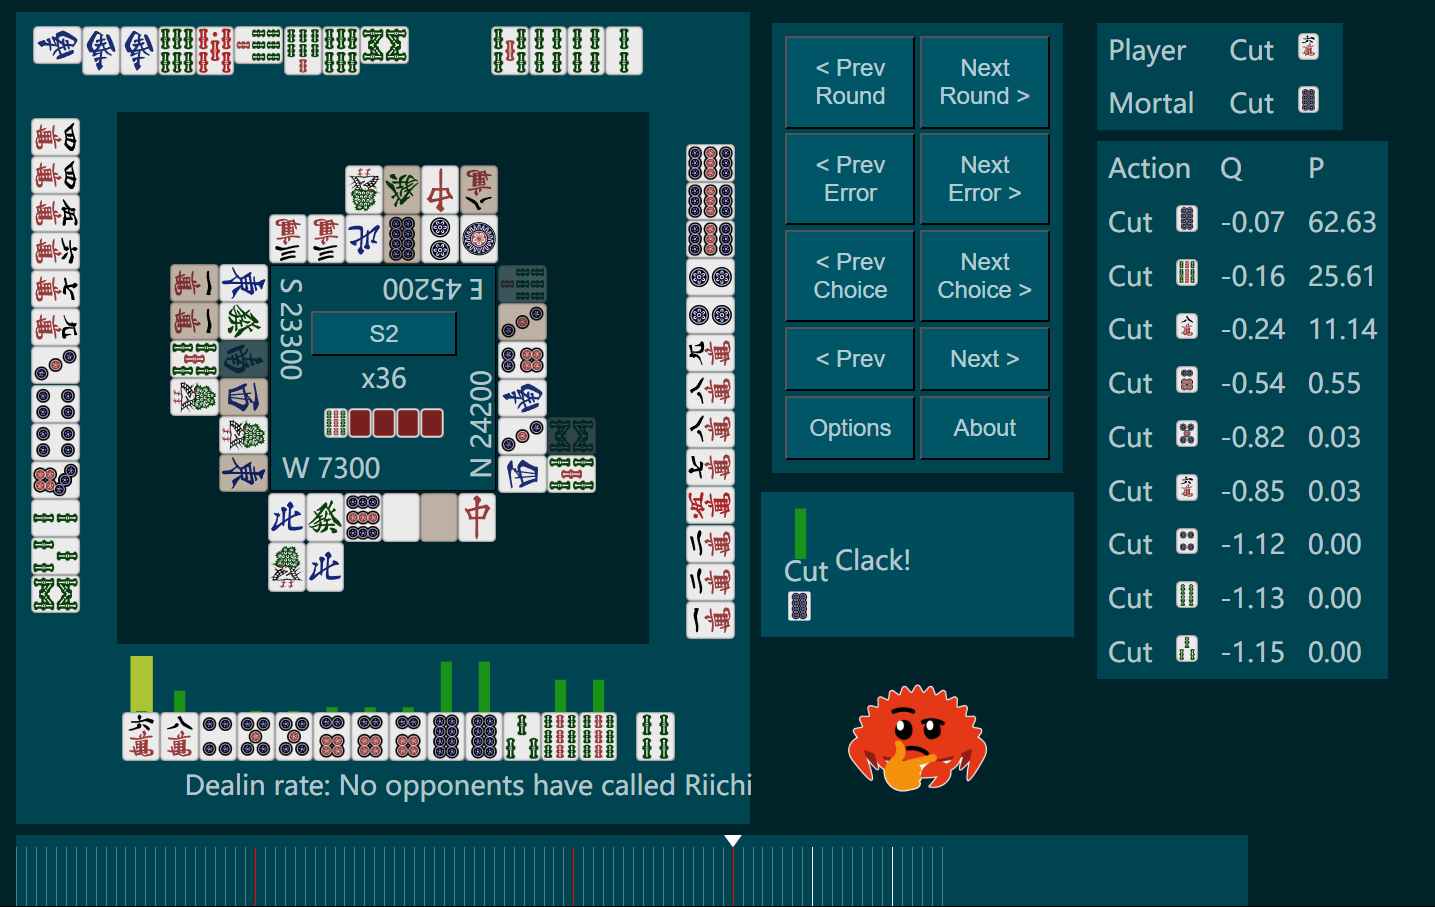 < Prev Round
Next Round >
< Prev Error
Next Error >
< Prev Choice
Next Choice >
< Prev
Next >
Options
About
Player Cut
Mortal Cut
Action Q P
Cut -0.07 62.63
Cut -0.16 25.61
Cut -0.24 11.14
Cut -0.54 0.55
Cut -0.82 0.03
Cut -0.85 0.03
Cut -1.12 0.00
Cut -1.13 0.00
Cut -1.15 0.00
E 45200
S 23300
S2
x36
N 24200
W 7300
Cut
Clack!
Dealin rate: No opponents have called Riichi